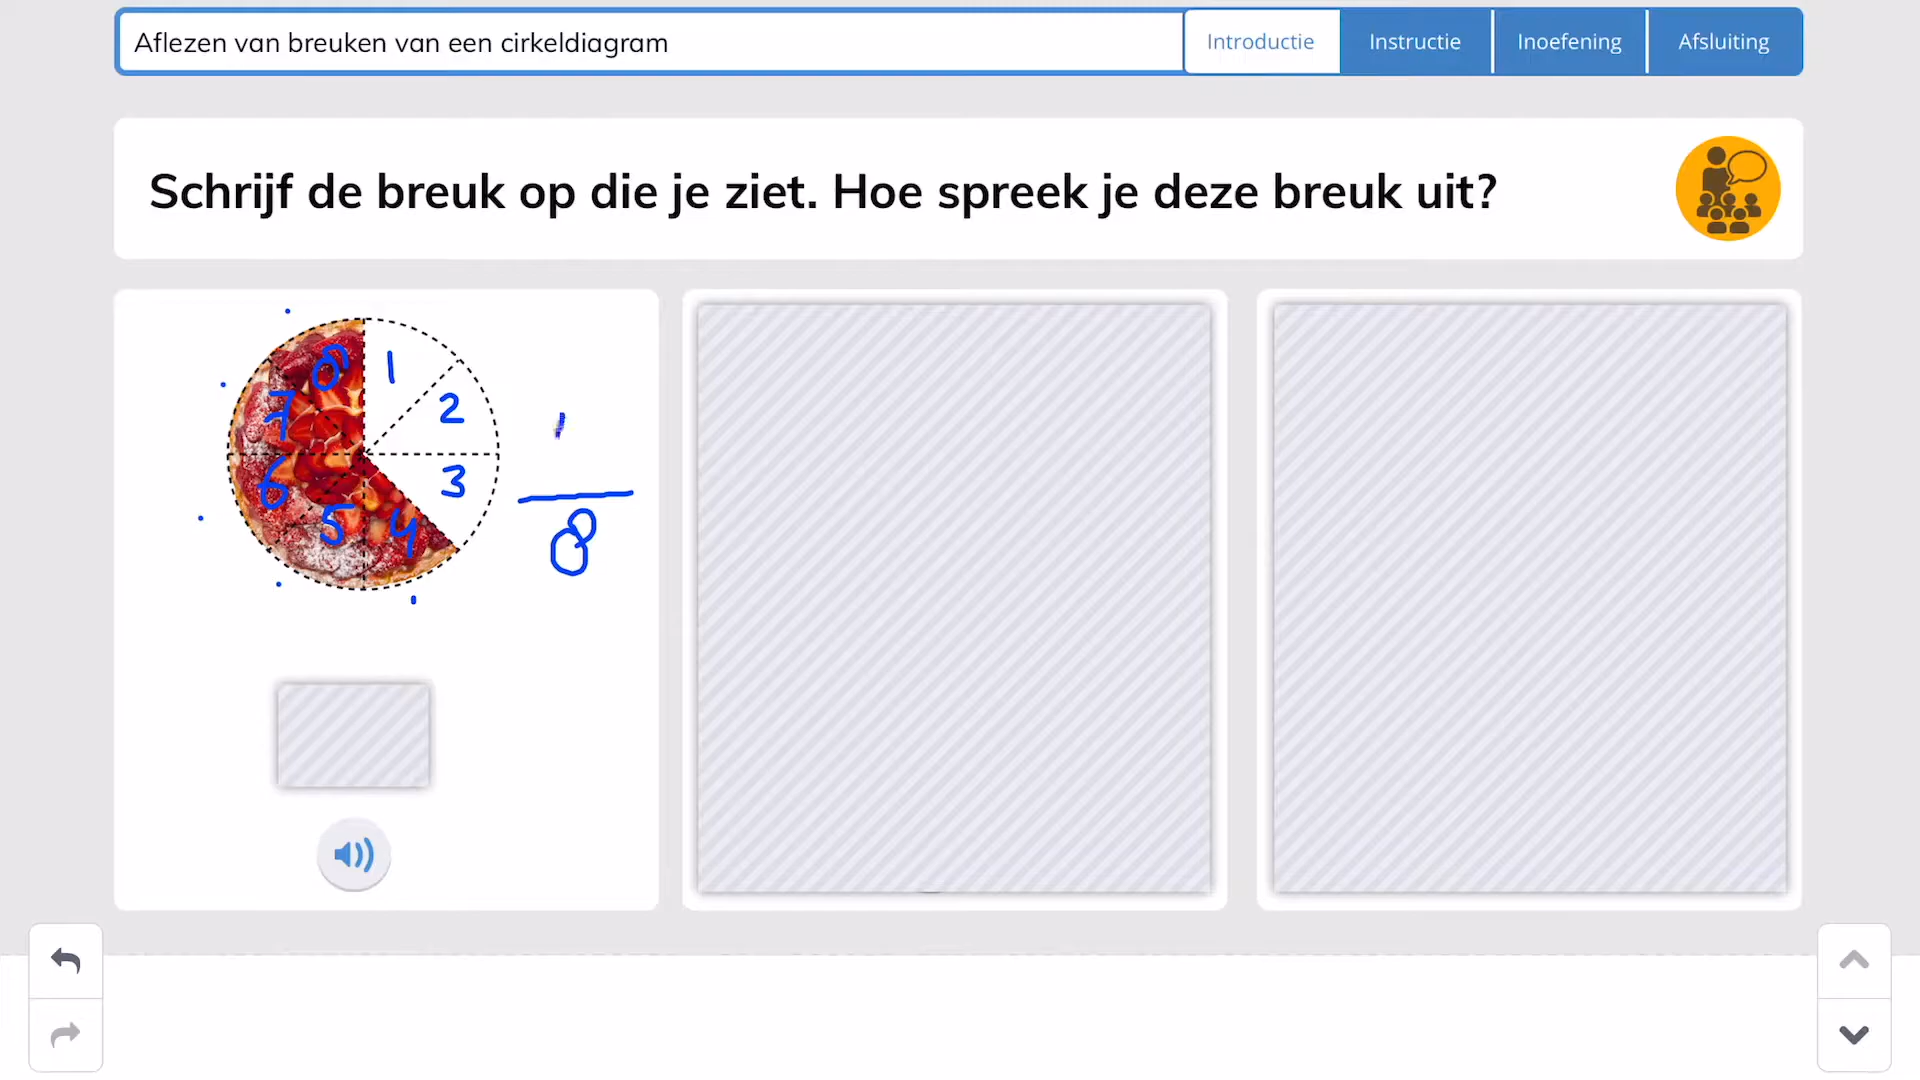 Aflezen van breuken van een cirkeldiagram
Introductie
Instructie
Inoefening
Afsluiting
Schrijf de breuk op die je ziet. Hoe spreek je deze breuk uit?
8 1
7 2
6 3
5 4
8